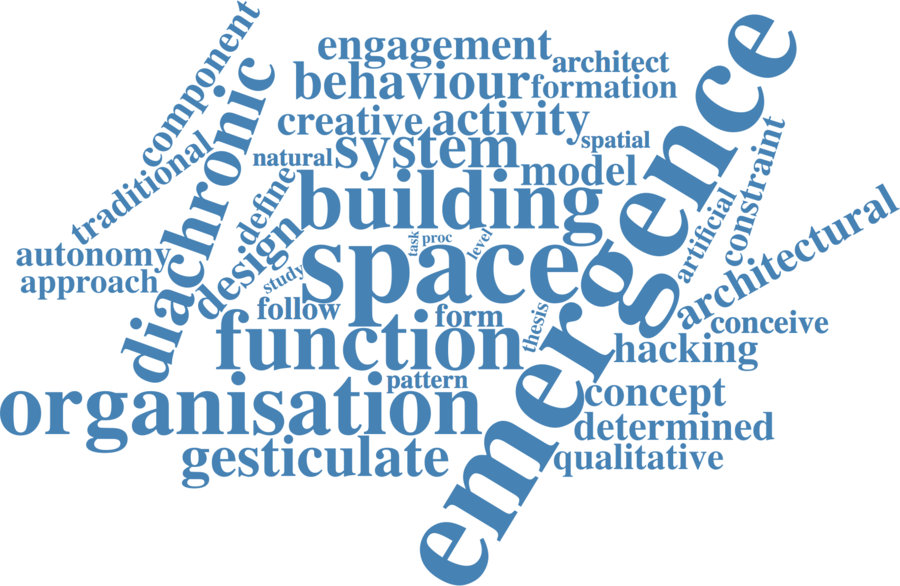 component
engagement
architect
emergence
behaviour
formation
diachronic
creative
activity
traditional
natural
system
spatial
model
constraint
define
building
artificial
architectural
design
autonomy
approach
space
task
proc
level
study
follow
form
thesis
conceive
function
hacking
pattern
organisation
concept
determined
gesticulate
qualitative